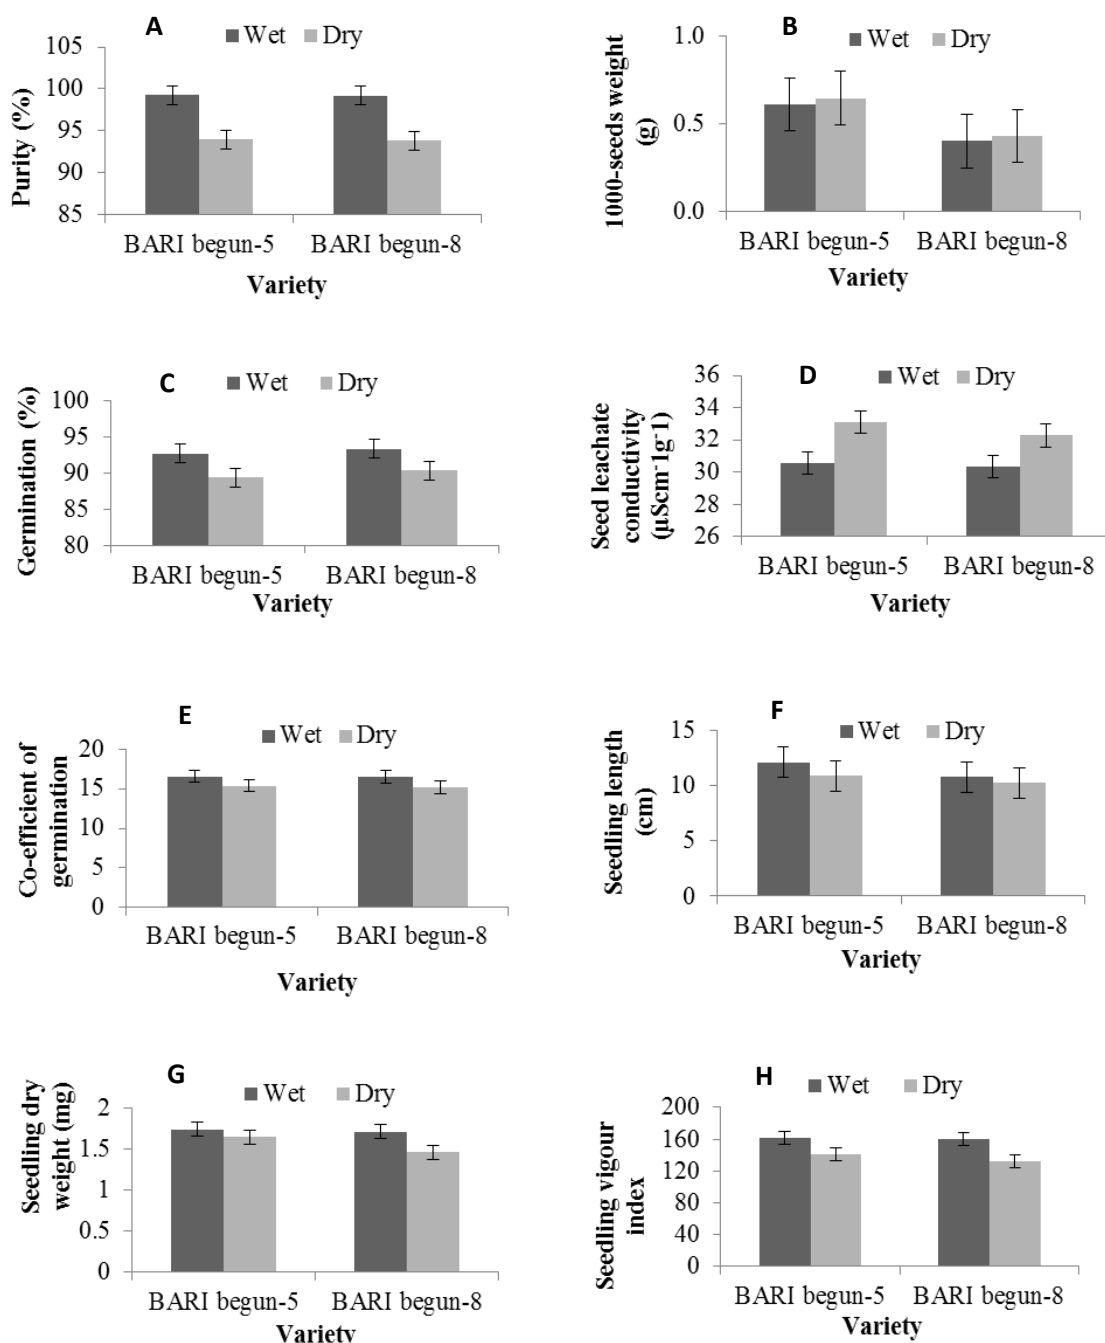 A
Wet Dry
Purity (%)
105
100
95
90
85
BARI begun-5 BARI begun-8
Variety
B
Wet Dry
1000-seeds weight
(g)
1.0
0.5
0.0
BARI begun-5 BARI begun-8
Variety
C
Wet Dry
Germination (%)
100
95
90
85
80
BARI begun-5 BARI begun-8
Variety
D
Wet Dry
Seed leachate
conductivity
(µScm-1g-1)
36
34
32
30
28
26
BARI begun-5 BARI begun-8
Variety
E
Wet Dry
Co-efficient of
germination
20
15
10
5
0
BARI begun-5 BARI begun-8
Variety
F
Wet Dry
Seedling length
(cm)
15
10
5
0
BARI begun-5 BARI begun-8
Variety
G
Wet Dry
Seedling dry
weight (mg)
2
1.5
1
0.5
0
BARI begun-5 BARI begun-8
Variety
H
Wet Dry
Seedling vigour
index
200
160
120
80
40
0
BARI begun-5 BARI begun-8
Variety